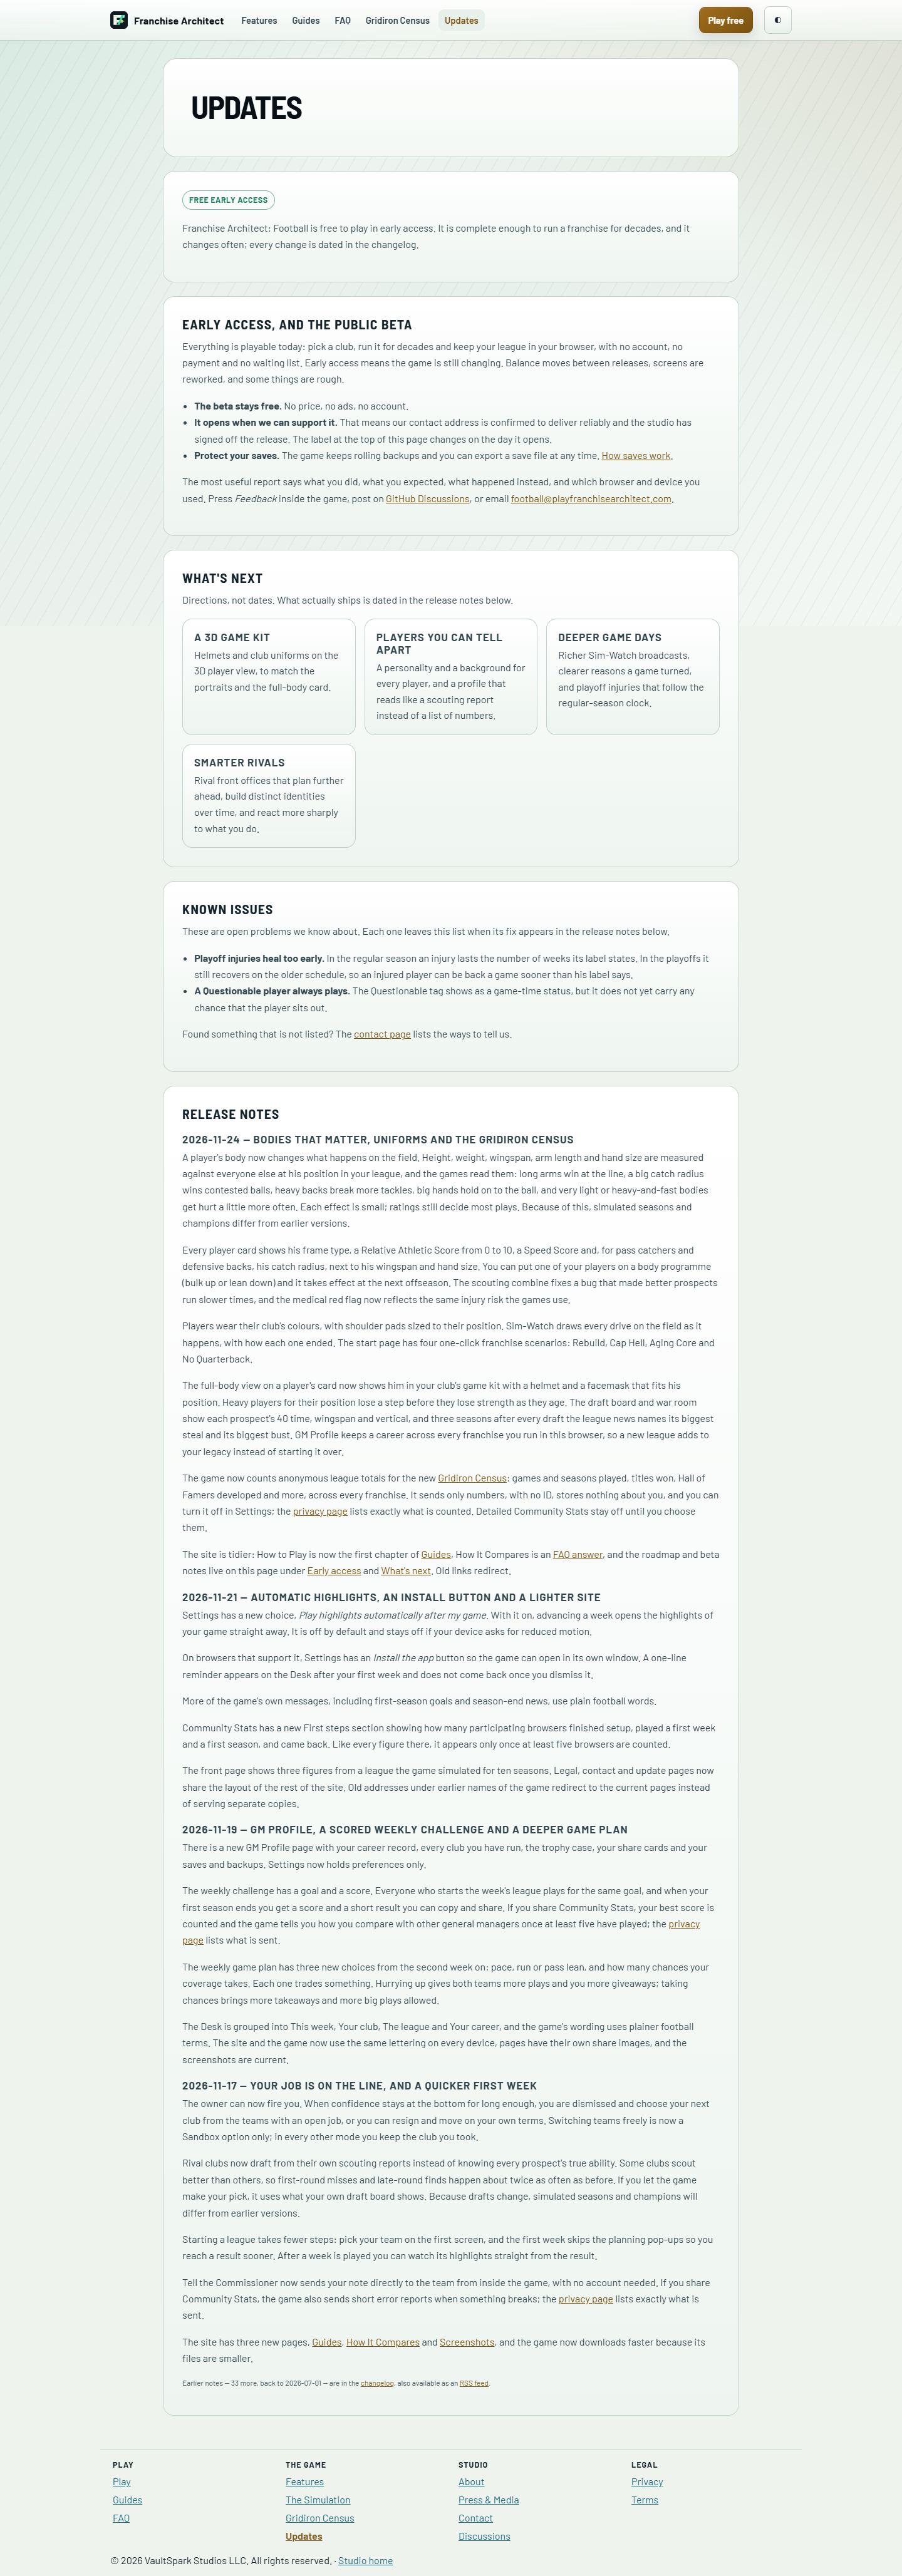 Franchise Architect Features Guides FAQ Gridiron Census Updates Play free
UPDATES
FREE EARLY ACCESS
Franchise Architect: Football is free to play in early access. It is complete enough to run a franchise for decades, and it
changes often; every change is dated in the changelog.
EARLY ACCESS, AND THE PUBLIC BETA
Everything is playable today: pick a club, run it for decades and keep your league in your browser, with no account, no
payment and no waiting list. Early access means the game is still changing. Balance moves between releases, screens are
reworked, and some things are rough.
• The beta stays free. No price, no ads, no account.
• It opens when we can support it. That means our contact address is confirmed to deliver reliably and the studio has
signed off the release. The label at the top of this page changes on the day it opens.
• Protect your saves. The game keeps rolling backups and you can export a save file at any time. How saves work.
The most useful report says what you did, what you expected, what happened instead, and which browser and device you
used. Press Feedback inside the game, post on GitHub Discussions, or email football@playfranchisearchitect.com.
WHAT'S NEXT
Directions, not dates. What actually ships is dated in the release notes below.
A 3D GAME KIT
Helmets and club uniforms on the
3D player view, to match the
portraits and the full-body card.
PLAYERS YOU CAN TELL
APART
A personality and a background for
every player, and a profile that
reads like a scouting report
instead of a list of numbers.
DEEPER GAME DAYS
Richer Sim-Watch broadcasts,
clearer reasons a game turned,
and playoff injuries that follow the
regular-season clock.
SMARTER RIVALS
Rival front offices that plan further
ahead, build distinct identities
over time, and react more sharply
to what you do.
KNOWN ISSUES
These are open problems we know about. Each one leaves this list when its fix appears in the release notes below.
• Playoff injuries heal too early. In the regular season an injury lasts the number of weeks its label states. In the playoffs it
still recovers on the older schedule, so an injured player can be back a game sooner than his label says.
• A Questionable player always plays. The Questionable tag shows as a game-time status, but it does not yet carry any
chance that the player sits out.
Found something that is not listed? The contact page lists the ways to tell us.
RELEASE NOTES
2026-11-24 — BODIES THAT MATTER, UNIFORMS AND THE GRIDIRON CENSUS
A player's body now changes what happens on the field. Height, weight, wingspan, arm length and hand size are measured
against everyone else at his position in your league, and the games read them: long arms win at the line, a big catch radius
wins contested balls, heavy backs break more tackles, big hands hold on to the ball, and very light or heavy-and-fast bodies
get hurt a little more often. Each effect is small; ratings still decide most plays. Because of this, simulated seasons and
champions differ from earlier versions.
Every player card shows his frame type, a Relative Athletic Score from 0 to 10, a Speed Score and, for pass catchers and
defensive backs, his catch radius, next to his wingspan and hand size. You can put one of your players on a body programme
(bulk up or lean down) and it takes effect at the next offseason. The scouting combine fixes a bug that made better prospects
run slower times, and the medical red flag now reflects the same injury risk the games use.
Players wear their club's colours, with shoulder pads sized to their position. Sim-Watch draws every drive on the field as it
happens, with how each one ended. The start page has four one-click franchise scenarios: Rebuild, Cap Hell, Aging Core and
No Quarterback.
The full-body view on a player's card now shows him in your club's game kit with a helmet and a facemask that fits his
position. Heavy players for their position lose a step before they lose strength as they age. The draft board and war room
show each prospect's 40 time, wingspan and vertical, and three seasons after every draft the league news names its biggest
steal and its biggest bust. GM Profile keeps a career across every franchise you run in this browser, so a new league adds to
your legacy instead of starting it over.
The game now counts anonymous league totals for the new Gridiron Census: games and seasons played, titles won, Hall of
Famers developed and more, across every franchise. It sends only numbers, with no ID, stores nothing about you, and you can
turn it off in Settings; the privacy page lists exactly what is counted. Detailed Community Stats stay off until you choose
them.
The site is tidier: How to Play is now the first chapter of Guides, How It Compares is an FAQ answer, and the roadmap and beta
notes live on this page under Early access and What's next. Old links redirect.
2026-11-21 — AUTOMATIC HIGHLIGHTS, AN INSTALL BUTTON AND A LIGHTER SITE
Settings has a new choice, Play highlights automatically after my game. With it on, advancing a week opens the highlights of
your game straight away. It is off by default and stays off if your device asks for reduced motion.
On browsers that support it, Settings has an Install the app button so the game can open in its own window. A one-line
reminder appears on the Desk after your first week and does not come back once you dismiss it.
More of the game's own messages, including first-season goals and season-end news, use plain football words.
Community Stats has a new First steps section showing how many participating browsers finished setup, played a first week
and a first season, and came back. Like every figure there, it appears only once at least five browsers are counted.
The front page shows three figures from a league the game simulated for ten seasons. Legal, contact and update pages now
share the layout of the rest of the site. Old addresses under earlier names of the game redirect to the current pages instead
of serving separate copies.
2026-11-19 — GM PROFILE, A SCORED WEEKLY CHALLENGE AND A DEEPER GAME PLAN
There is a new GM Profile page with your career record, every club you have run, the trophy case, your share cards and your
saves and backups. Settings now holds preferences only.
The weekly challenge has a goal and a score. Everyone who starts the week's league plays for the same goal, and when your
first season ends you get a score and a short result you can copy and share. If you share Community Stats, your best score is
counted and the game tells you how you compare with other general managers once at least five have played; the privacy
page lists what is sent.
The weekly game plan has three new choices from the second week on: pace, run or pass lean, and how many chances your
coverage takes. Each one trades something. Hurrying up gives both teams more plays and you more giveaways; taking
chances brings more takeaways and more big plays allowed.
The Desk is grouped into This week, Your club, The league and Your career, and the game's wording uses plainer football
terms. The site and the game now use the same lettering on every device, pages have their own share images, and the
screenshots are current.
2026-11-17 — YOUR JOB IS ON THE LINE, AND A QUICKER FIRST WEEK
The owner can now fire you. When confidence stays at the bottom for long enough, you are dismissed and choose your next
club from the teams with an open job, or you can resign and move on your own terms. Switching teams freely is now a
Sandbox option only; in every other mode you keep the club you took.
Rival clubs now draft from their own scouting reports instead of knowing every prospect's true ability. Some clubs scout
better than others, so first-round misses and late-round finds happen about twice as often as before. If you let the game
make your pick, it uses what your own draft board shows. Because drafts change, simulated seasons and champions will
differ from earlier versions.
Starting a league takes fewer steps: pick your team on the first screen, and the first week skips the planning pop-ups so you
reach a result sooner. After a week is played you can watch its highlights straight from the result.
Tell the Commissioner now sends your note directly to the team from inside the game, with no account needed. If you share
Community Stats, the game also sends short error reports when something breaks; the privacy page lists exactly what is
sent.
The site has three new pages, Guides, How It Compares and Screenshots, and the game now downloads faster because its
files are smaller.
Earlier notes — 33 more, back to 2026-07-01 — are in the changelog, also available as an RSS feed.
PLAY
Play
Guides
FAQ
THE GAME
Features
The Simulation
Gridiron Census
Updates
STUDIO
About
Press & Media
Contact
Discussions
LEGAL
Privacy
Terms
© 2026 VaultSpark Studios LLC. All rights reserved. · Studio home